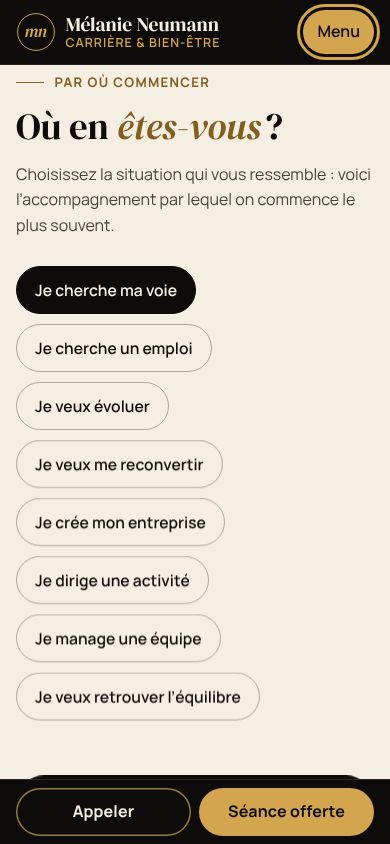 mn
Mélanie Neumann
CARRIÈRE & BIEN-ÊTRE
Menu
PAR OÙ COMMENCER
Où en êtes-vous ?
Choisissez la situation qui vous ressemble : voici
l'accompagnement par lequel on commence le
plus souvent.
Je cherche ma voie
Je cherche un emploi
Je veux évoluer
Je veux me reconvertir
Je crée mon entreprise
Je dirige une activité
Je manage une équipe
Je veux retrouver l'équilibre
Appeler
Séance offerte